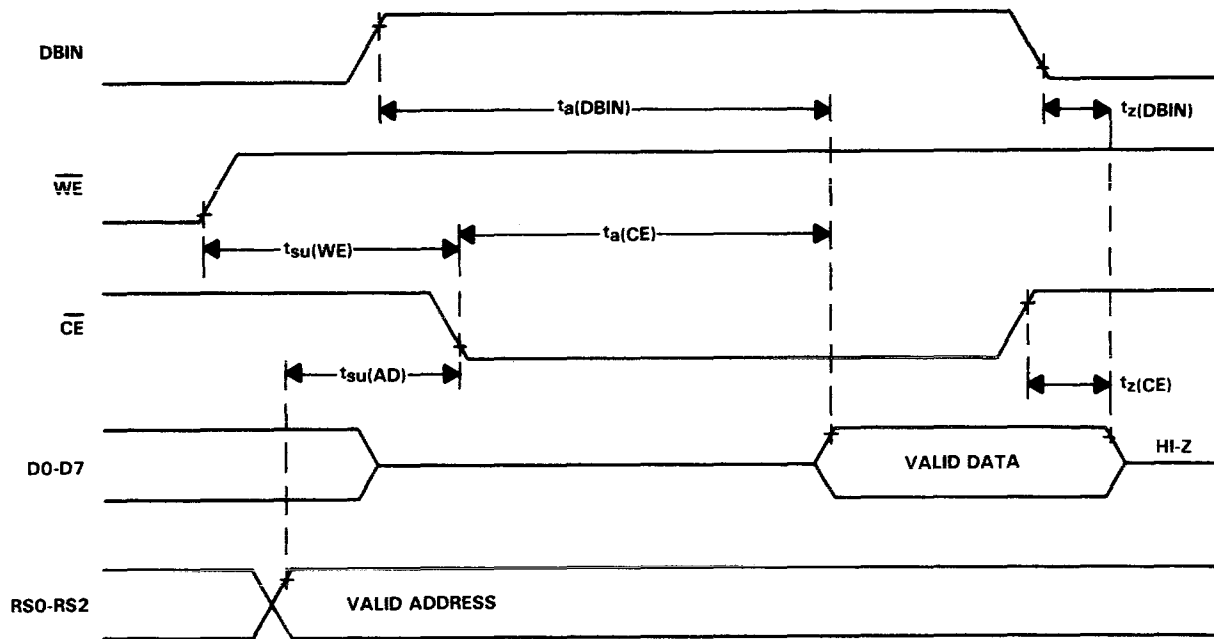 DBIN
ta(DBIN)
tz(DBIN)
WE
tsu(WE)
ta(CE)
CE
tsu(AD)
tz(CE)
D0-D7
VALID DATA
HI-Z
RS0-RS2
VALID ADDRESS